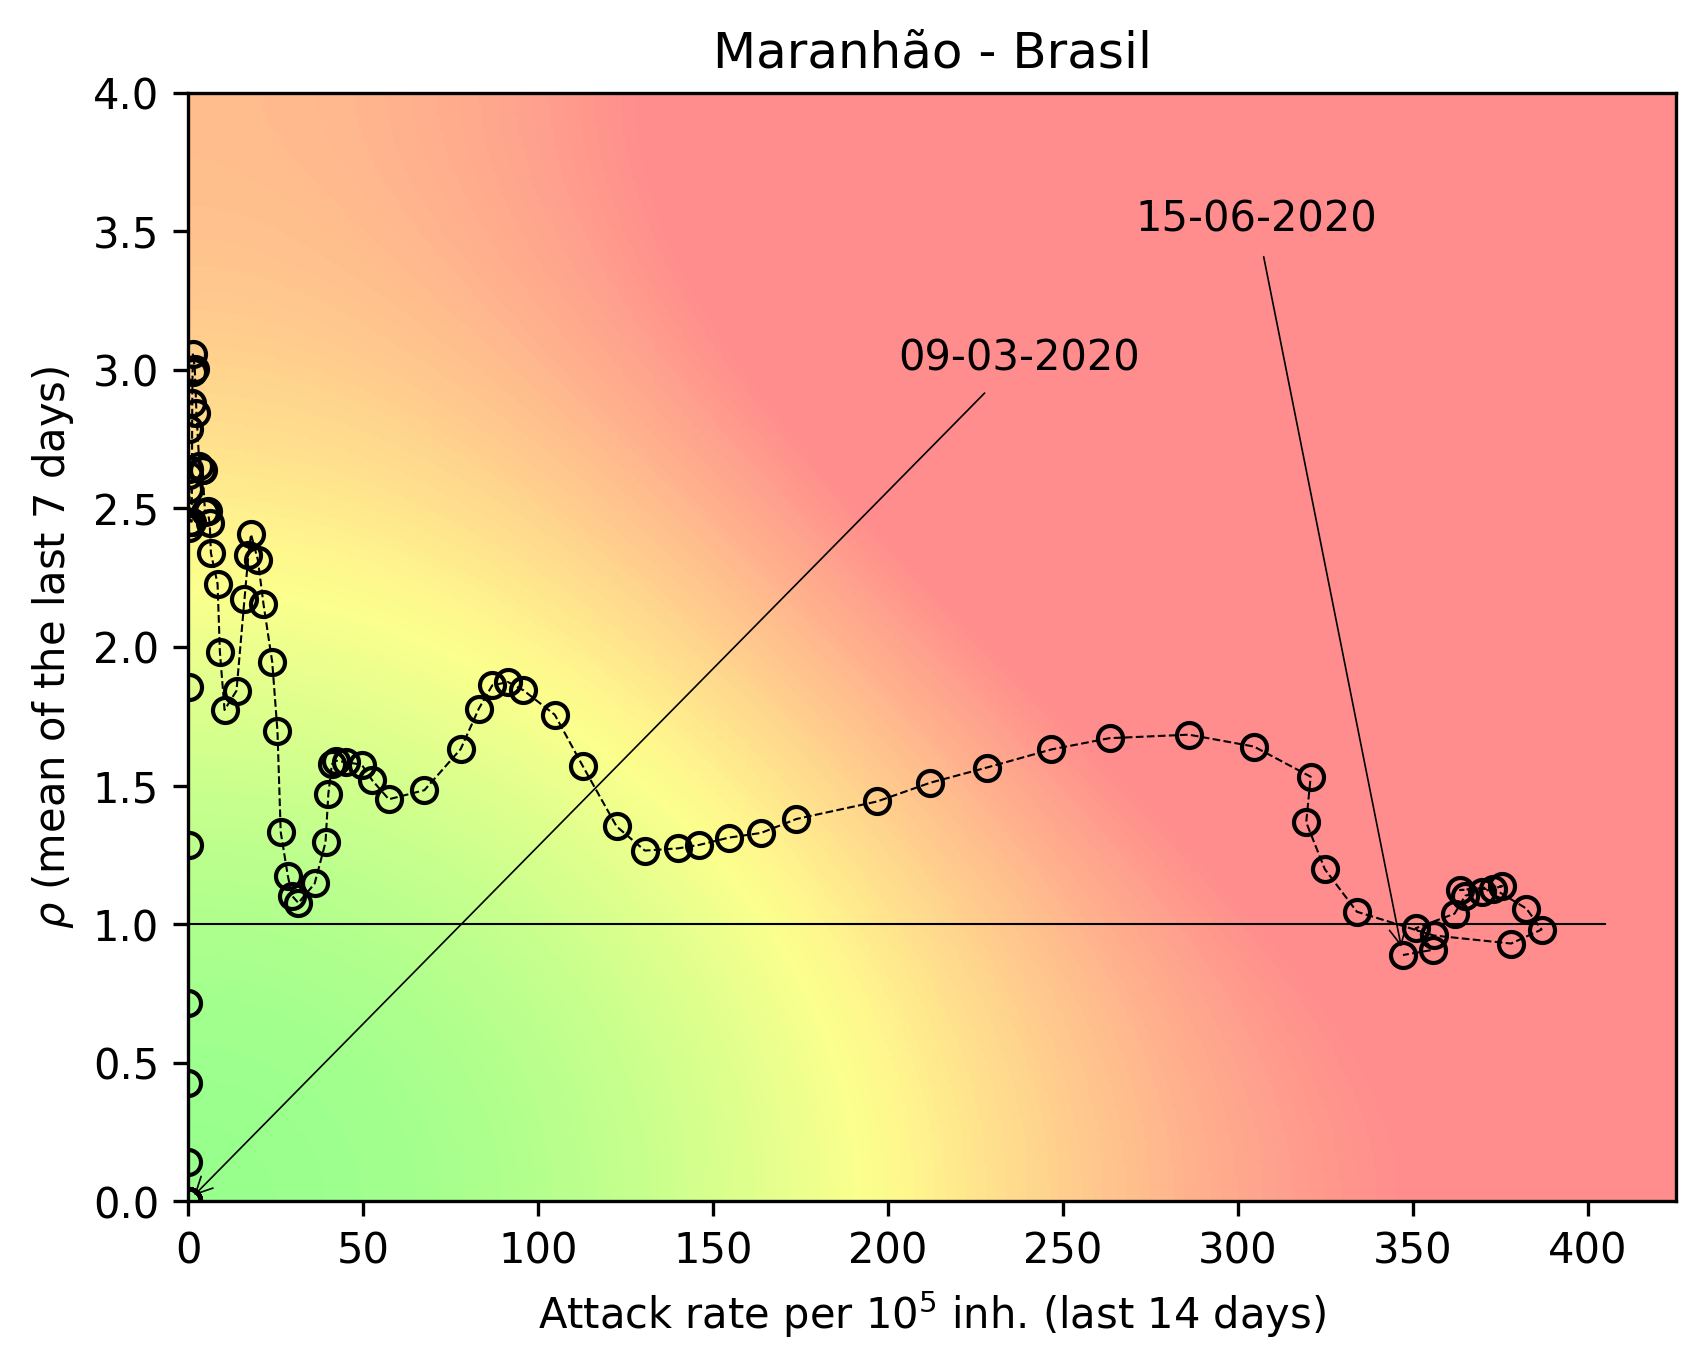 Maranhão - Brasil
4.0
3.5
3.0
2.5
2.0
1.5
1.0
0.5
0.0
ρ (mean of the last 7 days)
15-06-2020
09-03-2020
0 50 100 150 200 250 300 350 400
Attack rate per 10⁵ inh. (last 14 days)